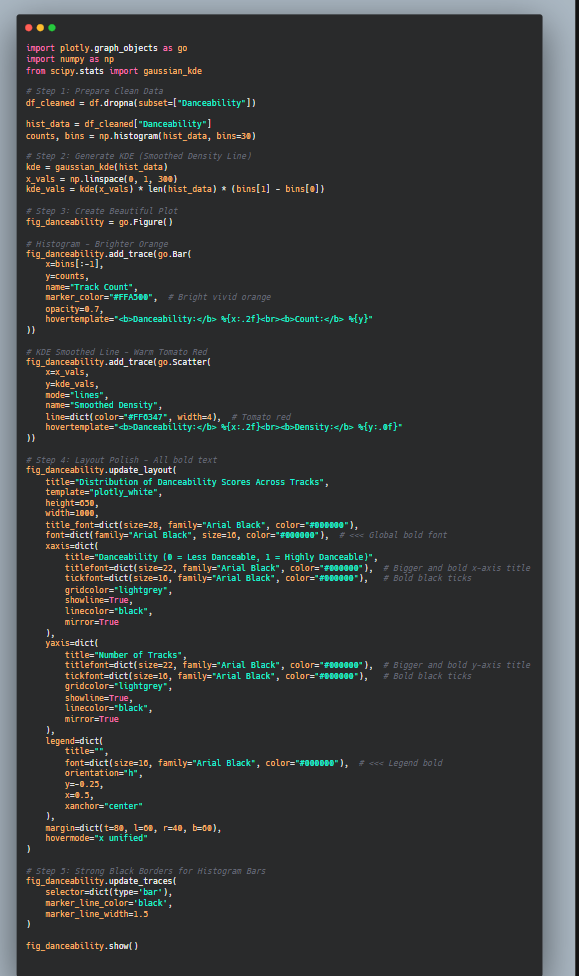 import plotly.graph_objects as go
import numpy as np
from scipy.stats import gaussian_kde
# Step 1: Prepare Clean Data
df_cleaned = df.dropna(subset=["Danceability"])
hist_data = df_cleaned["Danceability"]
counts, bins = np.histogram(hist_data, bins=30)
# Step 2: Generate KDE (Smoothed Density Line)
kde = gaussian_kde(hist_data)
x_vals = np.linspace(0, 1, 300)
kde_vals = kde(x_vals) * len(hist_data) * (bins[1] - bins[0])
# Step 3: Create Beautiful Plot
fig_danceability = go.Figure()
# Histogram - Brighter Orange
fig_danceability.add_trace(go.Bar(
    x=bins[:-1],
    y=counts,
    name="Track Count",
    marker_color="#FFA500",  # Bright vivid orange
    opacity=0.7,
    hovertemplate="<b>Danceability:</b> %{x:.2f}<br><b>Count:</b> %{y}"
))
# KDE Smoothed Line - Warm Tomato Red
fig_danceability.add_trace(go.Scatter(
    x=x_vals,
    y=kde_vals,
    mode="lines",
    name="Smoothed Density",
    line=dict(color="#FF6347", width=4),  # Tomato red
    hovertemplate="<b>Danceability:</b> %{x:.2f}<br><b>Density:</b> %{y:.0f}"
))
# Step 4: Layout Polish - All bold text
fig_danceability.update_layout(
    title="Distribution of Danceability Scores Across Tracks",
    template="plotly_white",
    height=650,
    width=1000,
    title_font=dict(size=28, family="Arial Black", color="#000000"),
    font=dict(family="Arial Black", size=16, color="#000000"),  # <<< Global bold font
    xaxis=dict(
        title="Danceability (0 = Less Danceable, 1 = Highly Danceable)",
        titlefont=dict(size=22, family="Arial Black", color="#000000"),  # Bigger and bold x-axis title
        tickfont=dict(size=16, family="Arial Black", color="#000000"),   # Bold black ticks
        gridcolor="lightgrey",
        showline=True,
        linecolor="black",
        mirror=True
    ),
    yaxis=dict(
        title="Number of Tracks",
        titlefont=dict(size=22, family="Arial Black", color="#000000"),  # Bigger and bold y-axis title
        tickfont=dict(size=16, family="Arial Black", color="#000000"),   # Bold black ticks
        gridcolor="lightgrey",
        showline=True,
        linecolor="black",
        mirror=True
    ),
    legend=dict(
        title="",
        font=dict(size=16, family="Arial Black", color="#000000"),  # <<< Legend bold
        orientation="h",
        y=-0.25,
        x=0.5,
        xanchor="center"
    ),
    margin=dict(t=80, l=60, r=40, b=60),
    hovermode="x unified"
)
# Step 5: Strong Black Borders for Histogram Bars
fig_danceability.update_traces(
    selector=dict(type='bar'),
    marker_line_color='black',
    marker_line_width=1.5
)
fig_danceability.show()